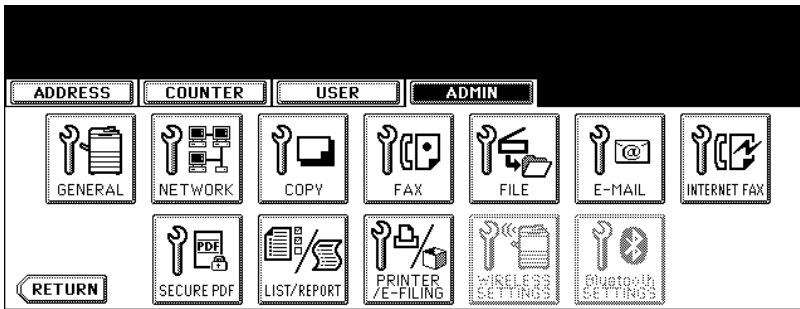 ADDRESS COUNTER USER ADMIN
GENERAL NETWORK COPY FAX FILE E-MAIL INTERNET FAX
PDF
SECURE PDF LIST/REPORT PRINTER
/E-FILING WIRELESS
SETTINGS Bluetooth
SETTINGS
RETURN